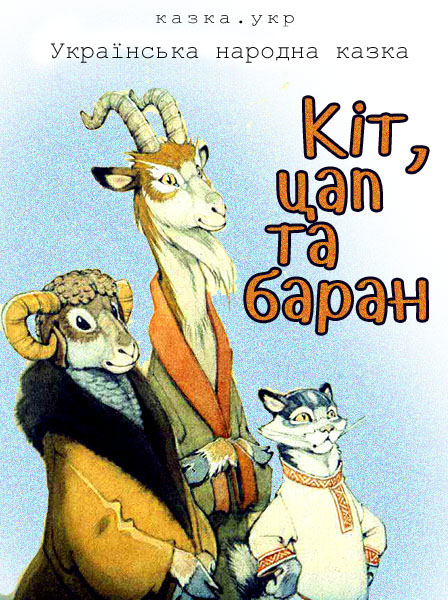 казка.укр
Українська народна казка
Кіт,
цап
та
баран